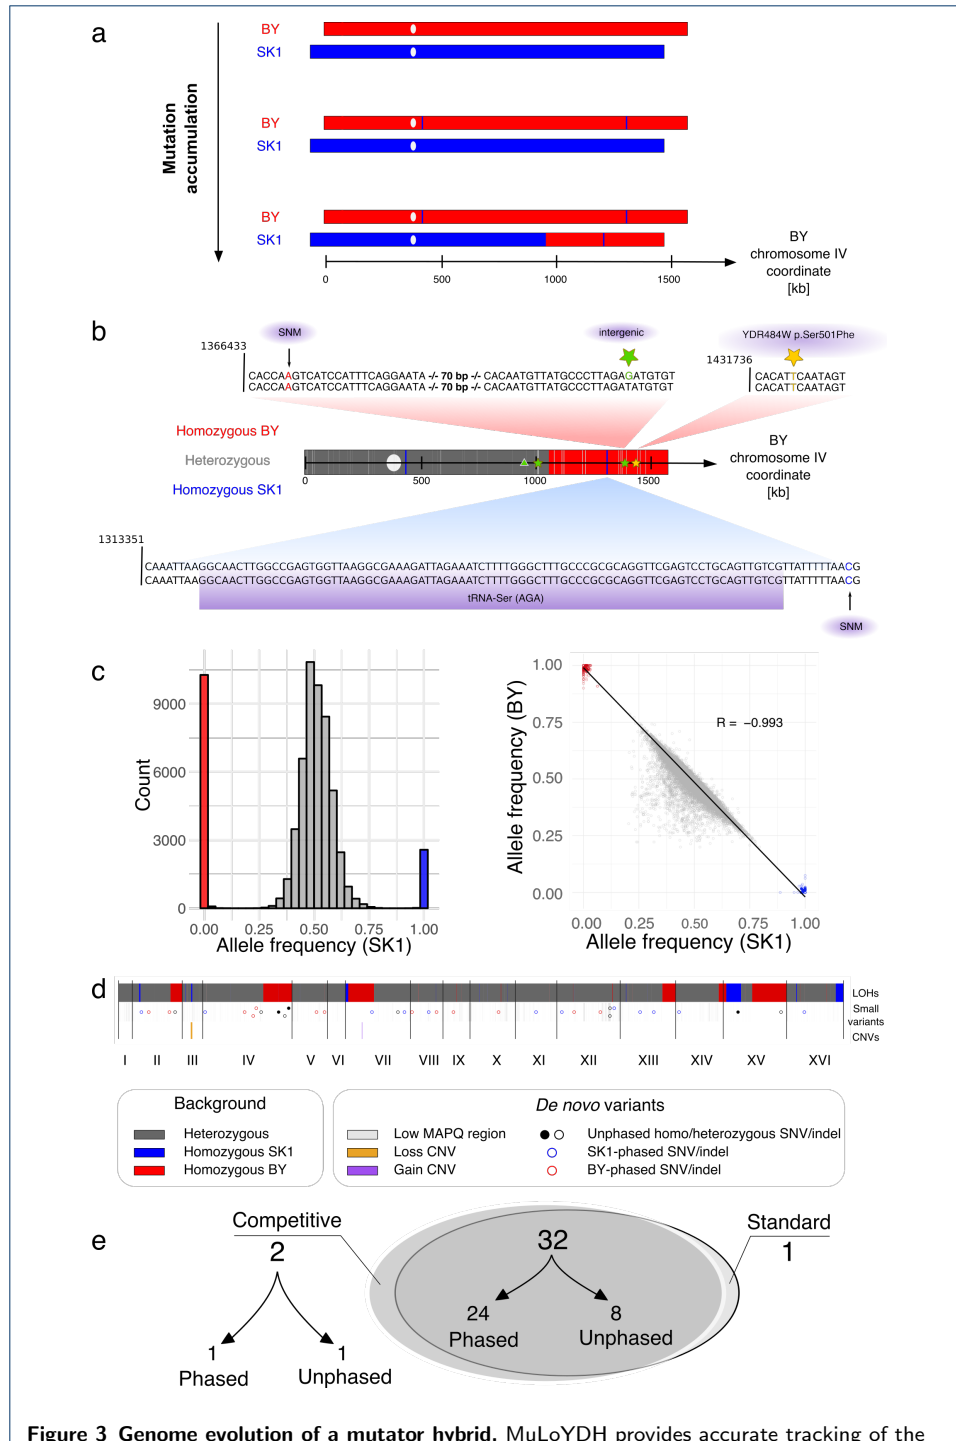 a
BY
SK1
Mutation
accumulation
BY
SK1
BY
SK1
0
500
1000
1500
BY
chromosome IV
coordinate
[kb]
b
SNM
intergenic
YDR484W p.Ser501Phe
1366433
1431736
CACCAAGTCATCCATTTCAGGAATA -/- 70 bp -/- CACAATGTTATGCCCTTAGAGATGTGT
CACCAAGTCATCCATTTCAGGAATA -/- 70 bp -/- CACAATGTTATGCCCTTAGATATGTGT
CACATTCAATAGT
CACATTCAATAGT
Homozygous BY
Heterozygous
Homozygous SK1
0
500
1000
1500
BY
chromosome IV
coordinate
[kb]
1313351
CAAATTAAGGCAACTTGGCCGAGTGGTTAAGGCGAAAGATTAGAAATCTTTTGGGCTTTGCCCGCGCAGGTTCGAGTCCTGCAGTTGTCGTTATTTTTAACG
CAAATTAAGGCAACTTGGCCGAGTGGTTAAGGCGAAAGATTAGAAATCTTTTGGGCTTTGCCCGCGCAGGTTCGAGTCCTGCAGTTGTCGTTATTTTTAACG
tRNA-Ser (AGA)
SNM
c
Count
9000
6000
3000
0
0.00
0.25
0.50
0.75
1.00
Allele frequency (SK1)
Allele frequency (BY)
1.00
0.75
0.50
0.25
0.00
R = −0.993
0.00
0.25
0.50
0.75
1.00
Allele frequency (SK1)
d
LOHs
Small
variants
CNVs
I II III IV V VI VII VIII IX X XI XII XIII XIV XV XVI
Background
Heterozygous
Homozygous SK1
Homozygous BY
De novo variants
Low MAPQ region
Loss CNV
Gain CNV
Unphased homo/heterozygous SNV/indel
SK1-phased SNV/indel
BY-phased SNV/indel
e
Competitive
2
1
Phased
1
Unphased
32
24
Phased
8
Unphased
Standard
1
Figure 3 Genome evolution of a mutator hybrid. MuLoYDH provides accurate tracking of the